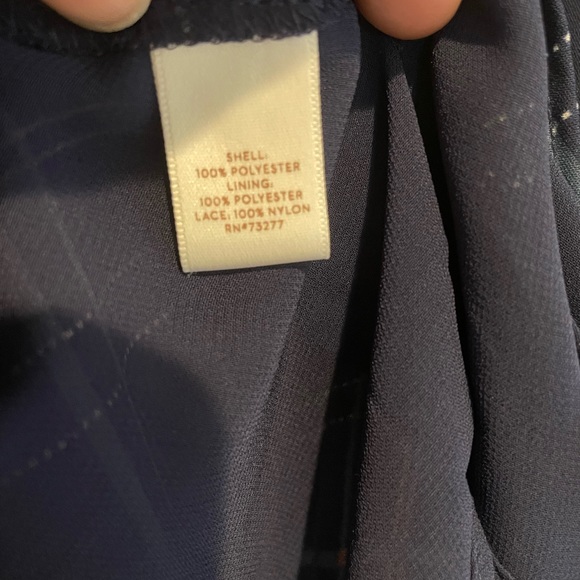 SHELL:
100% POLYESTER
LINING:
100% POLYESTER
LACE: 100% NYLON
RN#73277